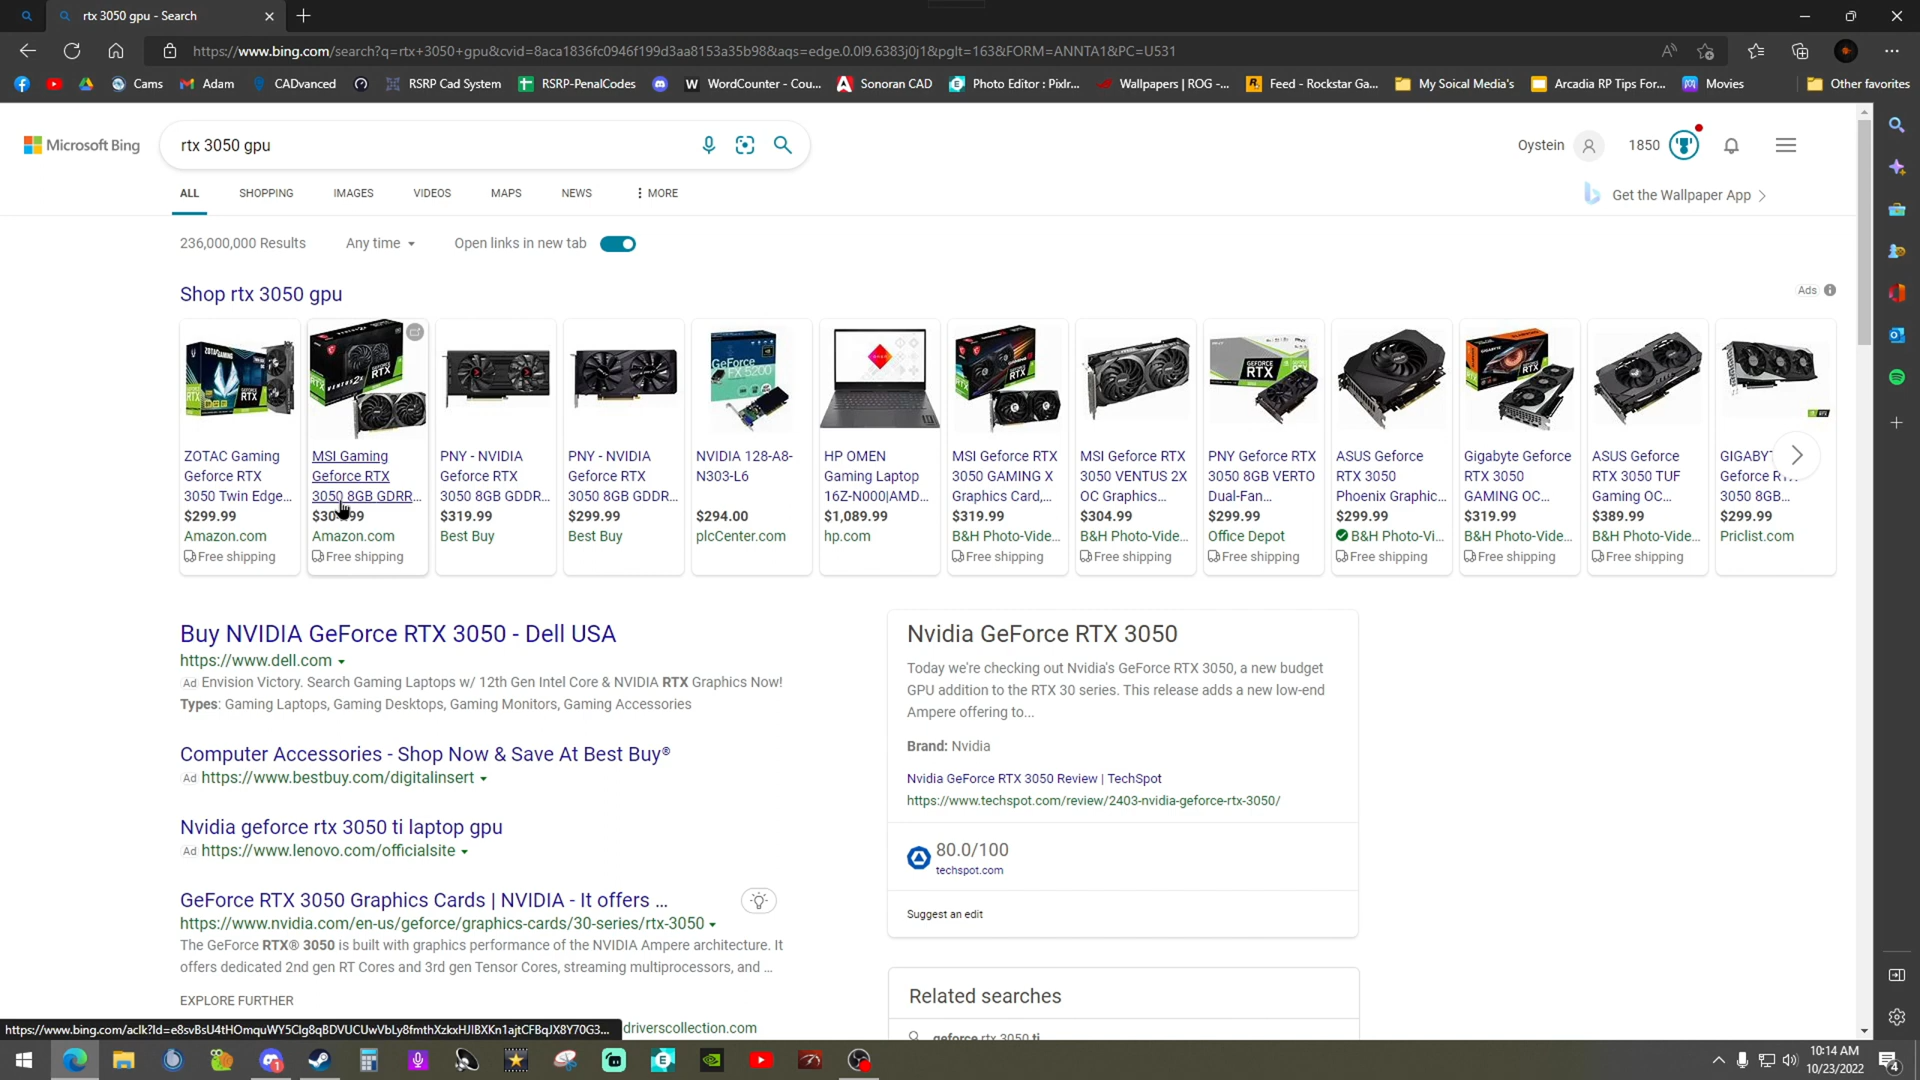 rtx 3050 gpu - Search
https://www.bing.com/search?q=rtx+3050+gpu&cvid=8aca1836fc0946f199d3aa8153a35b98&aqs=edge.0.0l9.6383j0j1&pglt=163&FORM=ANNTA1&PC=U531
Cams Adam CADvanced RSRP Cad System RSRP-PenalCodes WordCounter - Cou... Sonoran CAD Photo Editor : Pixlr... Wallpapers | ROG -... Feed - Rockstar Ga... My Soical Media's Arcadia RP Tips For... Movies Other favorites
Microsoft Bing
rtx 3050 gpu
Oystein 1850
ALL SHOPPING IMAGES VIDEOS MAPS NEWS MORE
Get the Wallpaper App
236,000,000 Results Any time Open links in new tab
Shop rtx 3050 gpu
Ads
ZOTAC Gaming
Geforce RTX
3050 Twin Edge...
$299.99
Amazon.com
Free shipping
MSI Gaming
Geforce RTX
3050 8GB GDRR...
Amazon.com
Free shipping
PNY - NVIDIA
Geforce RTX
3050 8GB GDDR...
$319.99
Best Buy
PNY - NVIDIA
Geforce RTX
3050 8GB GDDR...
$299.99
Best Buy
NVIDIA 128-A8-
N303-L6
$294.00
plcCenter.com
HP OMEN
Gaming Laptop
16Z-N000|AMD...
$1,089.99
hp.com
MSI Geforce RTX
3050 GAMING X
Graphics Card,...
$319.99
B&H Photo-Vide...
Free shipping
MSI Geforce RTX
3050 VENTUS 2X
OC Graphics...
$304.99
B&H Photo-Vide...
Free shipping
PNY Geforce RTX
3050 8GB VERTO
Dual-Fan...
$299.99
Office Depot
Free shipping
ASUS Geforce
RTX 3050
Phoenix Graphic...
$299.99
B&H Photo-Vi...
Free shipping
Gigabyte Geforce
RTX 3050
GAMING OC...
$319.99
B&H Photo-Vide...
Free shipping
ASUS Geforce
RTX 3050 TUF
Gaming OC...
$389.99
B&H Photo-Vide...
Free shipping
3050 8GB...
$299.99
Priclist.com
Buy NVIDIA GeForce RTX 3050 - Dell USA
https://www.dell.com
Ad Envision Victory. Search Gaming Laptops w/ 12th Gen Intel Core & NVIDIA RTX Graphics Now!
Types: Gaming Laptops, Gaming Desktops, Gaming Monitors, Gaming Accessories
Computer Accessories - Shop Now & Save At Best Buy®
Ad https://www.bestbuy.com/digitalinsert
Nvidia geforce rtx 3050 ti laptop gpu
Ad https://www.lenovo.com/officialsite
GeForce RTX 3050 Graphics Cards | NVIDIA - It offers ...
https://www.nvidia.com/en-us/geforce/graphics-cards/30-series/rtx-3050
The GeForce RTX® 3050 is built with graphics performance of the NVIDIA Ampere architecture. It
offers dedicated 2nd gen RT Cores and 3rd gen Tensor Cores, streaming multiprocessors, and ...
EXPLORE FURTHER
driverscollection.com
Nvidia GeForce RTX 3050
Today we're checking out Nvidia's GeForce RTX 3050, a new budget
GPU addition to the RTX 30 series. This release adds a new low-end
Ampere offering to...
Brand: Nvidia
Nvidia GeForce RTX 3050 Review | TechSpot
https://www.techspot.com/review/2403-nvidia-geforce-rtx-3050/
80.0/100
techspot.com
Suggest an edit
Related searches
geforce rtx 3050 ti
10:14 AM
10/23/2022
4